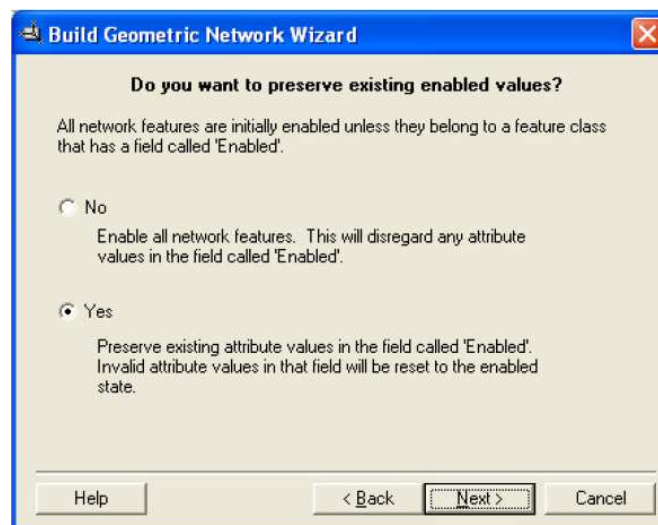 Build Geometric Network Wizard
Do you want to preserve existing enabled values?
All network features are initially enabled unless they belong to a feature class
that has a field called 'Enabled'.
No
Enable all network features.  This will disregard any attribute
values in the field called 'Enabled'.
Yes
Preserve existing attribute values in the field called 'Enabled'.
Invalid attribute values in that field will be reset to the enabled
state.
Help
< Back
Next >
Cancel